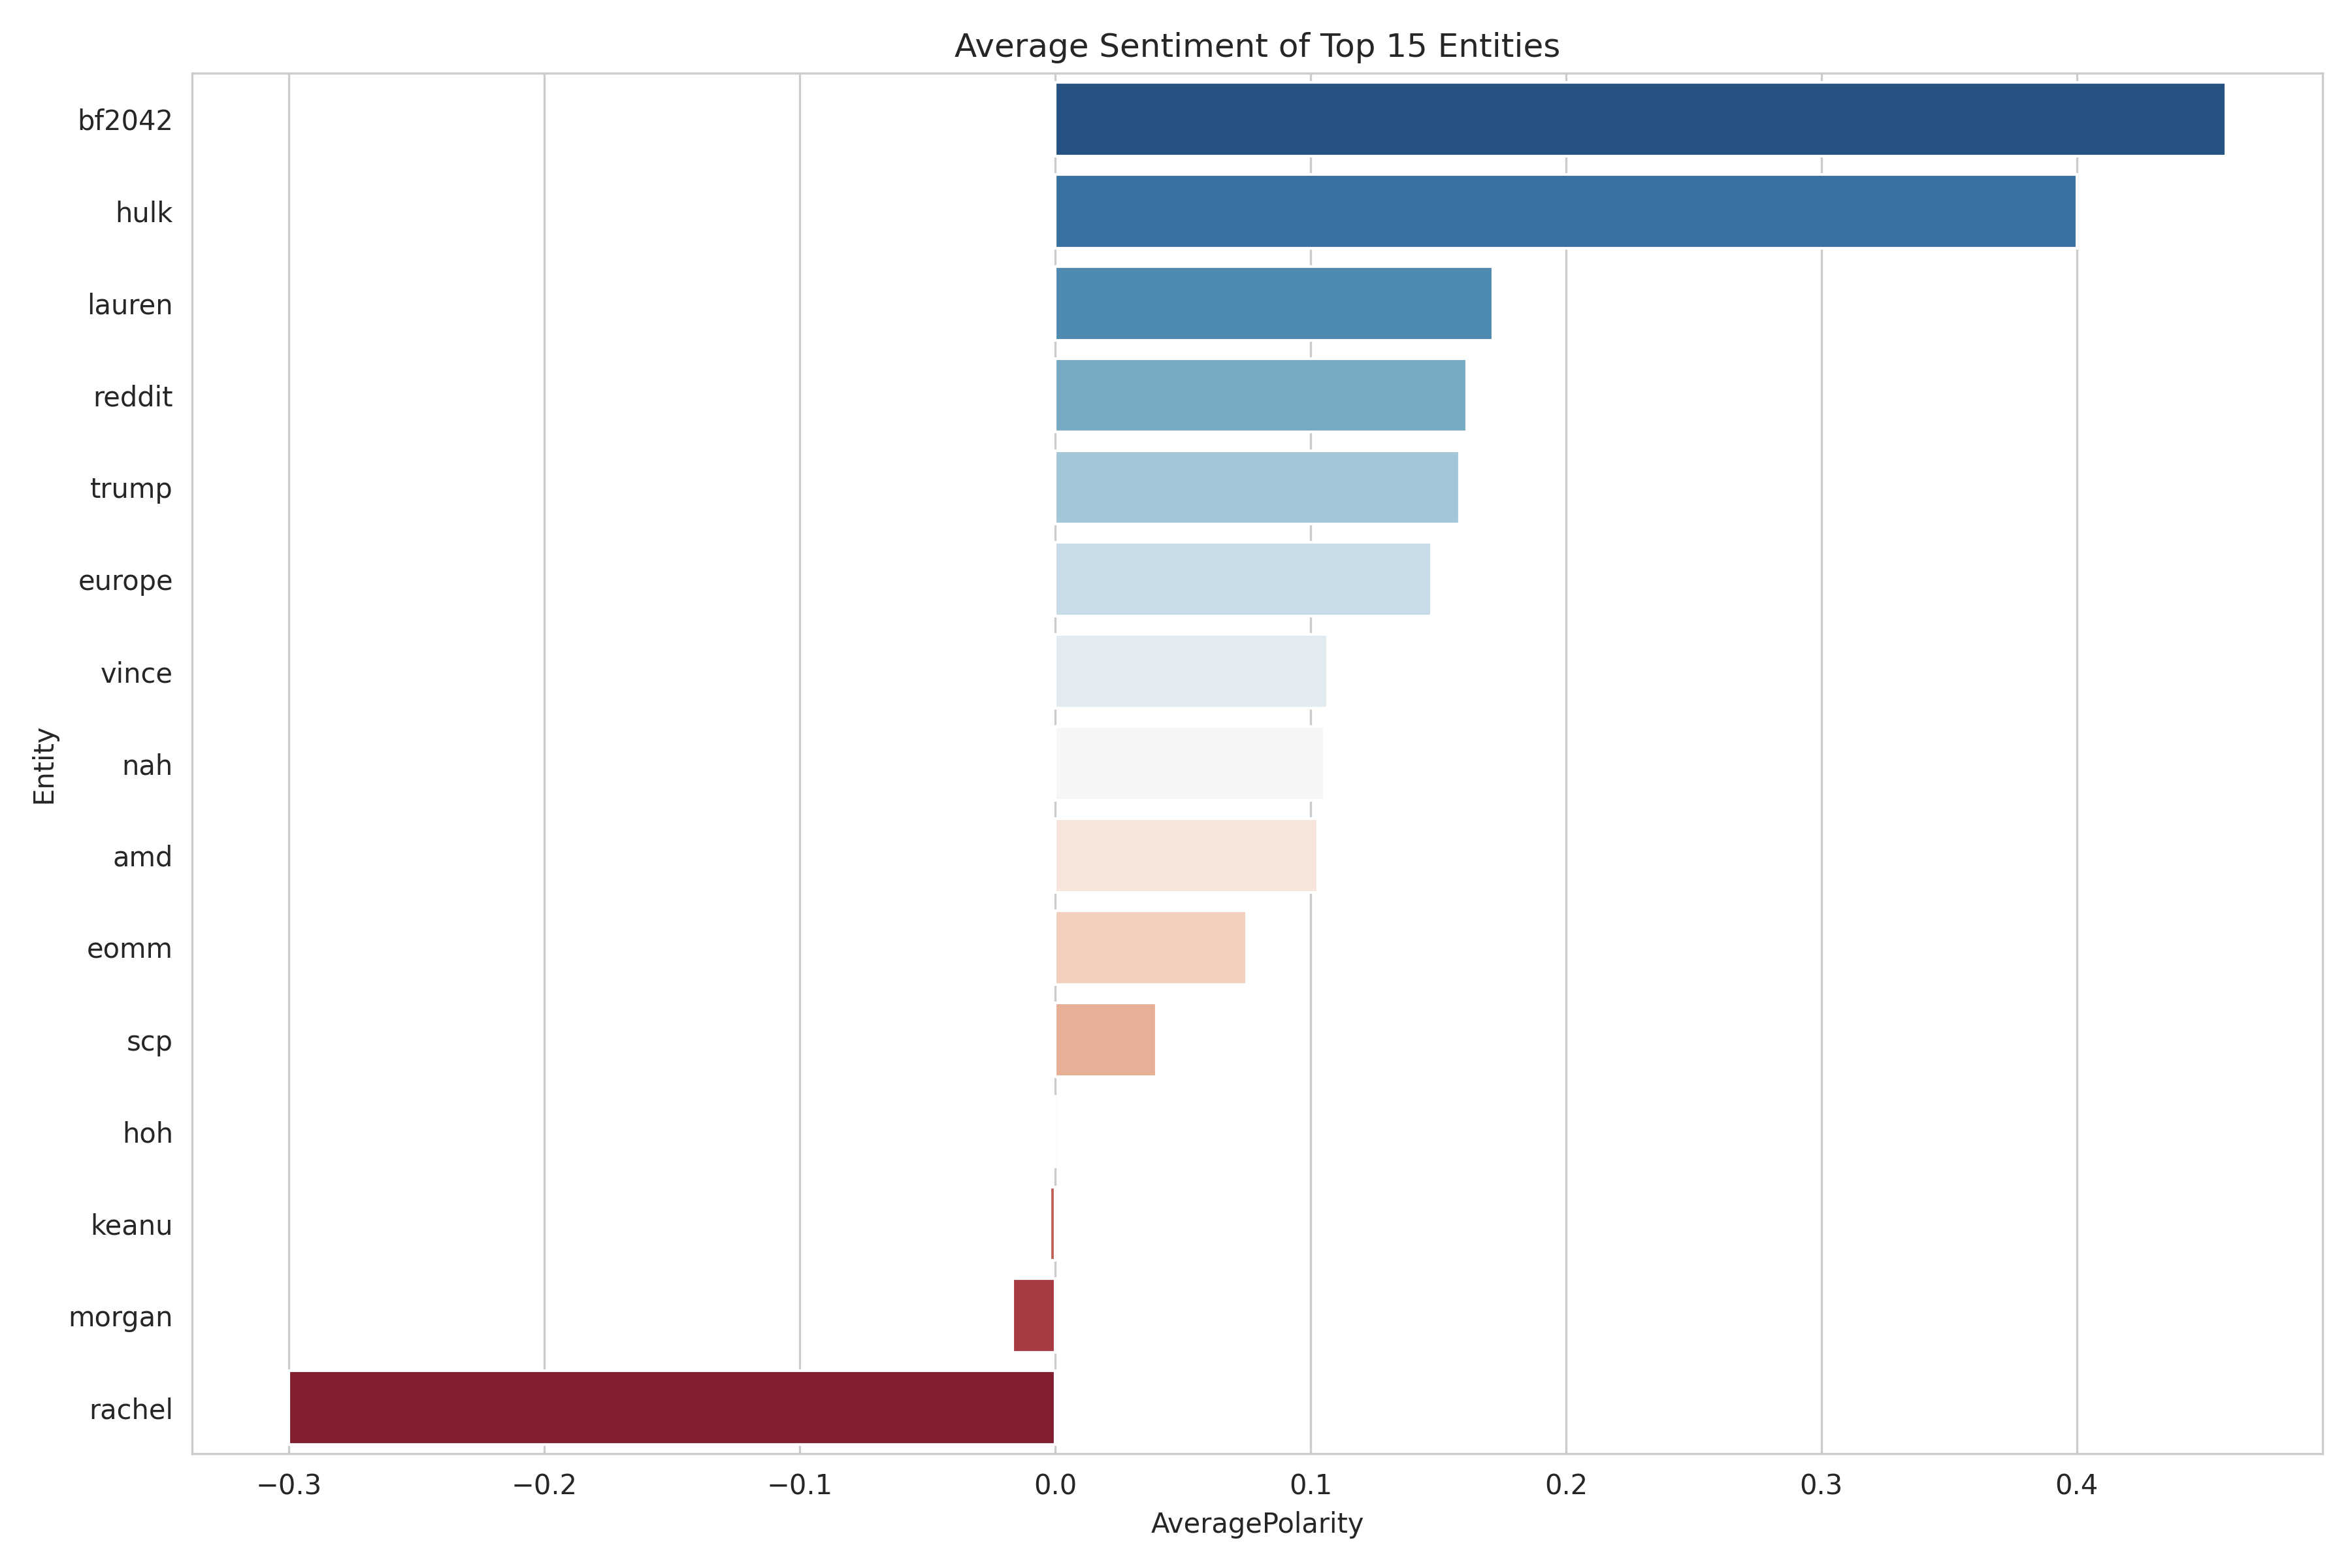 Average Sentiment of Top 15 Entities
bf2042
hulk
lauren
reddit
trump
europe
vince
nah
amd
eomm
scp
hoh
keanu
morgan
rachel
Entity
−0.3
−0.2
−0.1
0.0
0.1
0.2
0.3
0.4
AveragePolarity